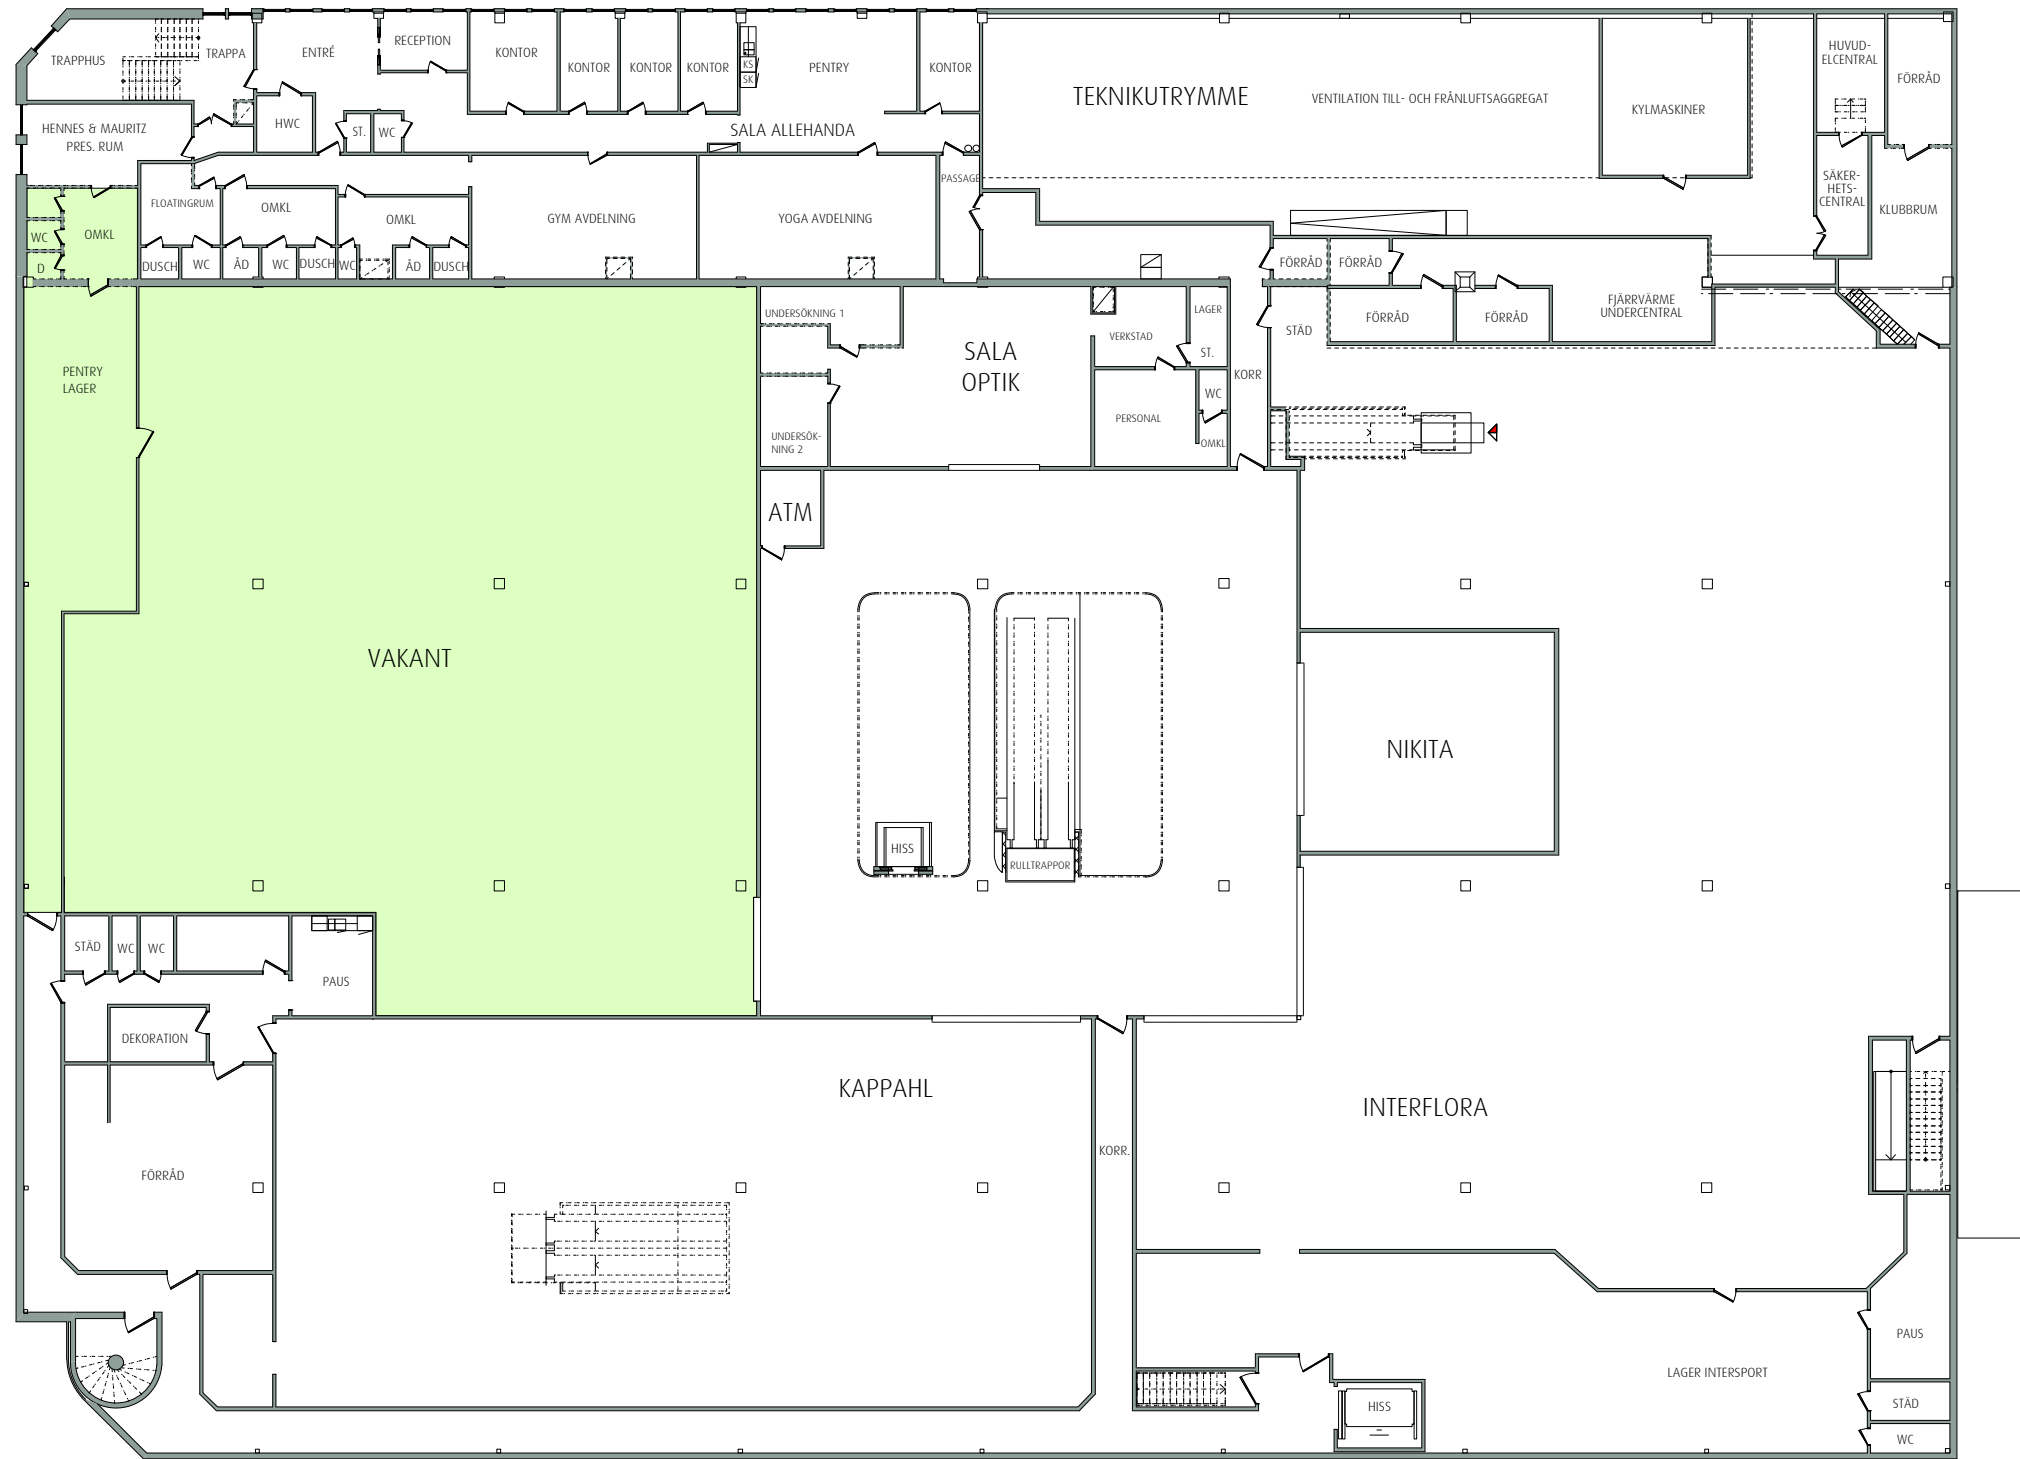 TRAPPHUS
TRAPPA
ENTRÉ
RECEPTION
KONTOR
KONTOR
KONTOR
KONTOR
KS
SK
PENTRY
KONTOR
TEKNIKUTRYMME
VENTILATION TILL- OCH FRÅNLUFTSAGGREGAT
KYLMASKINER
HUVUD-
ELCENTRAL
FÖRRÅD
HENNES & MAURITZ
PRES. RUM
HWC
ST.
WC
SALA ALLEHANDA
PASSAGE
SÄKER-
HETS-
CENTRAL
KLUBBRUM
WC
OMKL
D
FLOATINGRUM
OMKL
OMKL
GYM AVDELNING
YOGA AVDELNING
DUSCH
WC
ÅD
WC
DUSCH
WC
ÅD
DUSCH
FÖRRÅD
FÖRRÅD
FÖRRÅD
FÖRRÅD
FJÄRRVÄRME
UNDERCENTRAL
STÄD
UNDERSÖKNING 1
SALA
OPTIK
VERKSTAD
LAGER
ST.
KORR
PENTRY
LAGER
WC
PERSONAL
OMKL
UNDERSÖK-
NING 2
ATM
VAKANT
NIKITA
HISS
RULLTRAPPOR
STÄD
WC
WC
PAUS
DEKORATION
KAPPAHL
INTERFLORA
KORR.
FÖRRÅD
PAUS
LAGER INTERSPORT
HISS
STÄD
WC